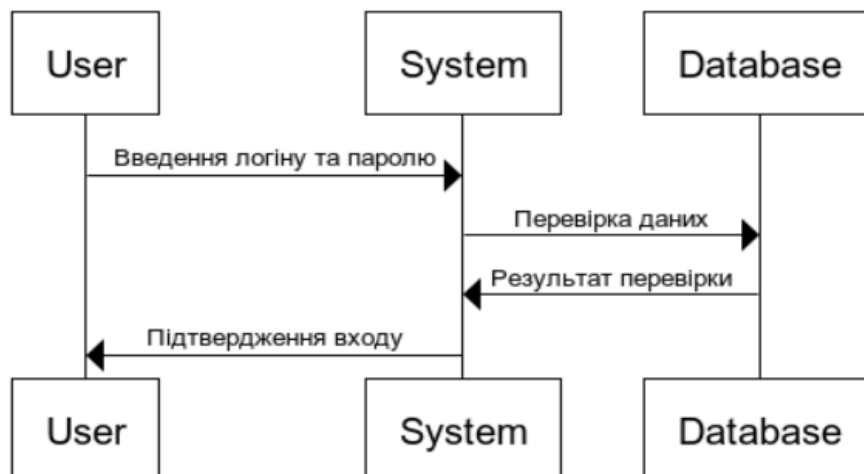 User
System
Database
Введення логіну та паролю
Перевірка даних
Результат перевірки
Підтвердження входу
User
System
Database